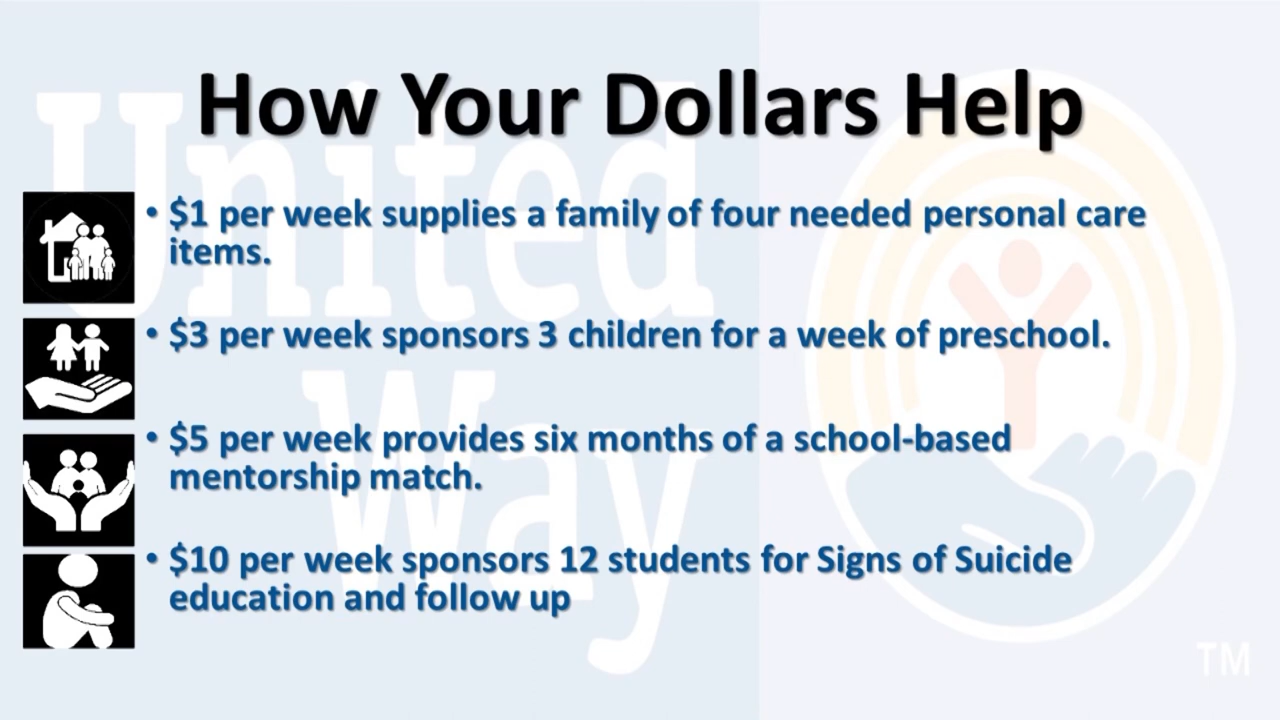 How Your Dollars Help
• $1 per week supplies a family of four needed personal care
items.
• $3 per week sponsors 3 children for a week of preschool.
• $5 per week provides six months of a school-based
mentorship match.
• $10 per week sponsors 12 students for Signs of Suicide
education and follow up
United
Way
TM